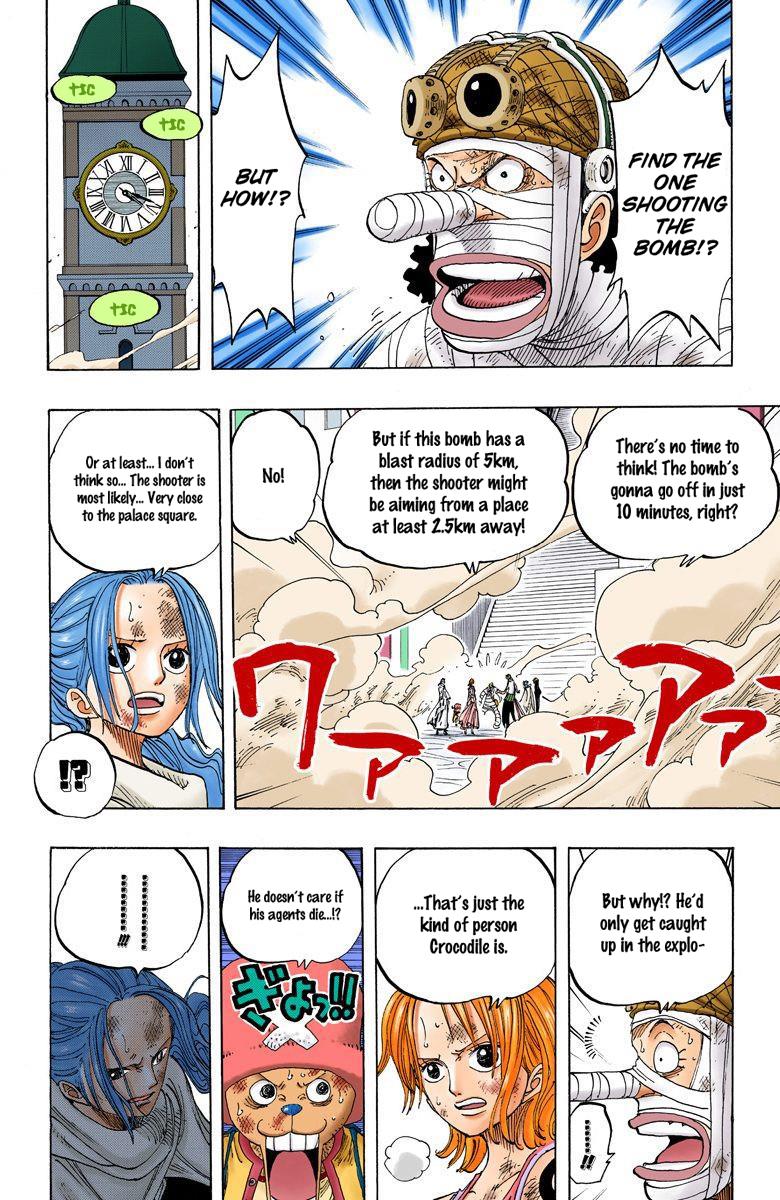 FIND THE
ONE
SHOOTING
THE
BOMB!?
BUT
HOW!?
TIC
TIC
TIC
There's no time to
think! The bomb's
gonna go off in just
10 minutes, right?
But if this bomb has a
blast radius of 5km,
then the shooter might
be aiming from a place
at least 2.5km away!
No!
ワァァァァアァァ
Or at least... I don't
think so... The shooter is
most likely... Very close
to the palace square.
!?
But why!? He'd
only get caught
up in the explo-
...That's just the
kind of person
Crocodile is.
He doesn't care if
his agents die...!?
ぎょっ!!